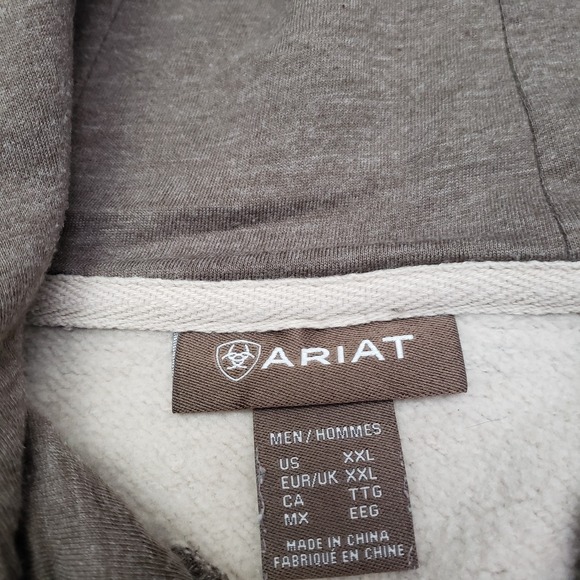 ARIAT
MEN/HOMMES
US XXL
EUR/UK XXL
CA TTG
MX EEG
MADE IN CHINA
FABRIQUÉ EN CHINE